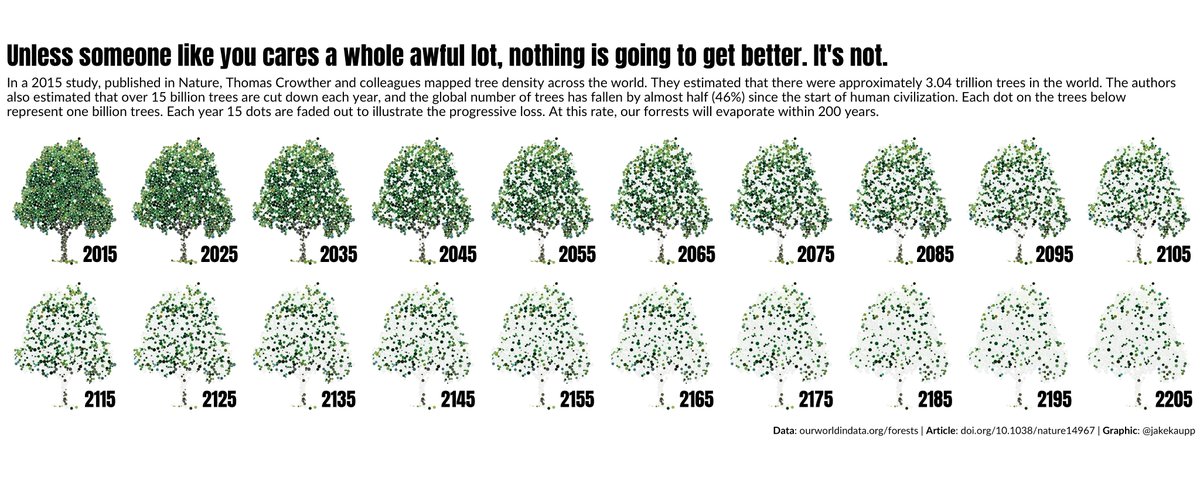 Unless someone like you cares a whole awful lot, nothing is going to get better. It's not.
In a 2015 study, published in Nature, Thomas Crowther and colleagues mapped tree density across the world. They estimated that there were approximately 3.04 trillion trees in the world. The authors
also estimated that over 15 billion trees are cut down each year, and the global number of trees has fallen by almost half (46%) since the start of human civilization. Each dot on the trees below
represent one billion trees. Each year 15 dots are faded out to illustrate the progressive loss. At this rate, our forrests will evaporate within 200 years.
2015 2025 2035 2045 2055 2065 2075 2085 2095 2105
2115 2125 2135 2145 2155 2165 2175 2185 2195 2205
Data: ourworldindata.org/forests | Article: doi.org/10.1038/nature14967 | Graphic: @jakekaupp